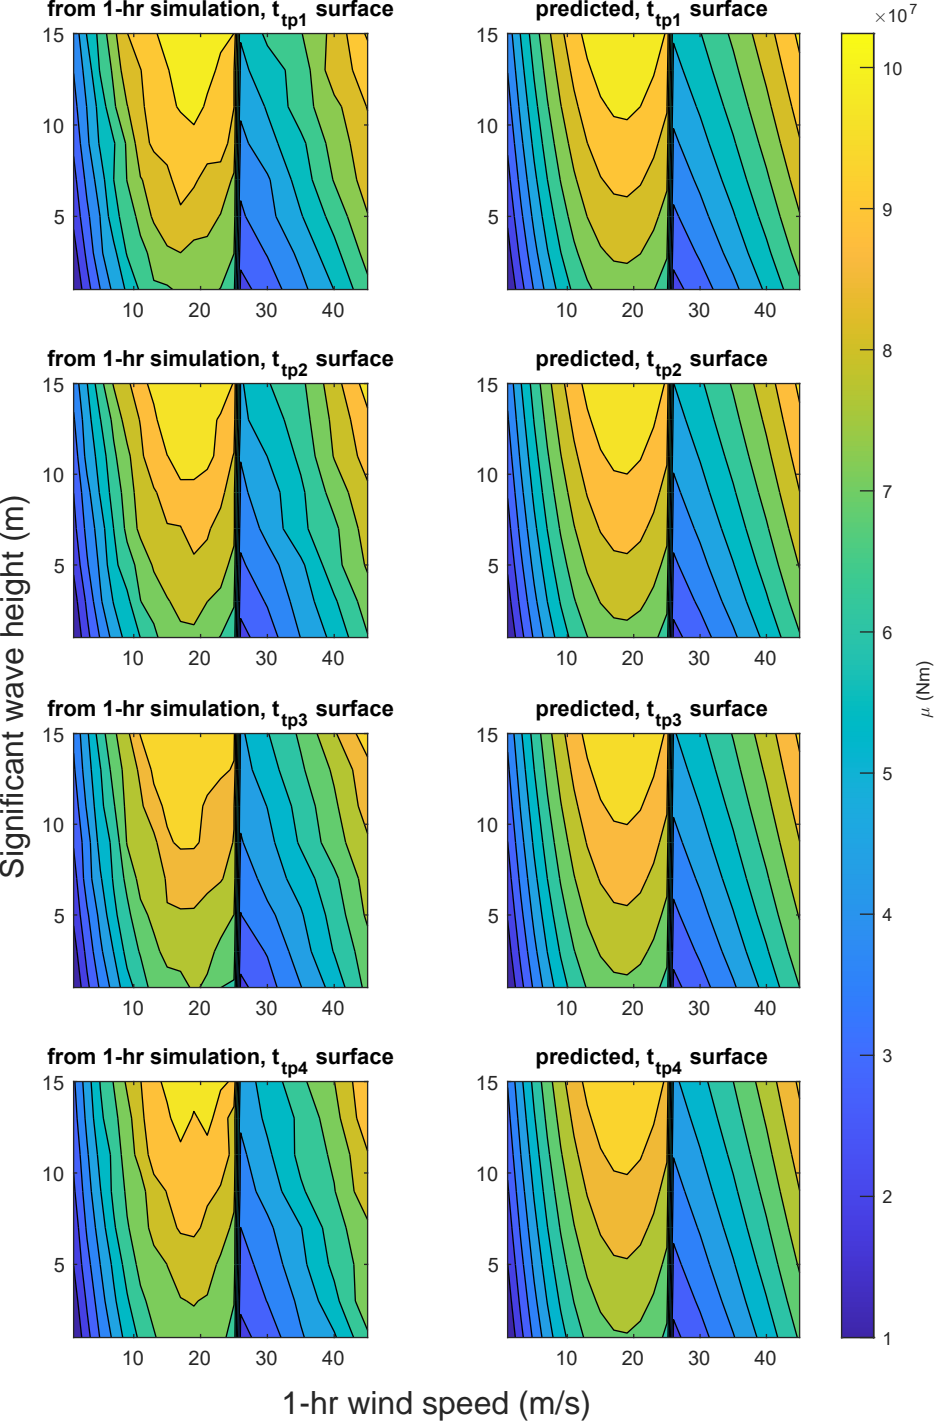 from 1-hr simulation, t_tp1 surface
predicted, t_tp1 surface
×10^7
15
10
5
10 20 30 40
15
10
5
10 20 30 40
from 1-hr simulation, t_tp2 surface
predicted, t_tp2 surface
15
10
5
10 20 30 40
15
10
5
10 20 30 40
from 1-hr simulation, t_tp3 surface
predicted, t_tp3 surface
15
10
5
10 20 30 40
15
10
5
10 20 30 40
from 1-hr simulation, t_tp4 surface
predicted, t_tp4 surface
15
10
5
10 20 30 40
15
10
5
10 20 30 40
Significant wave height (m)
1-hr wind speed (m/s)
10
9
8
7
6
5
4
3
2
1
μ (Nm)